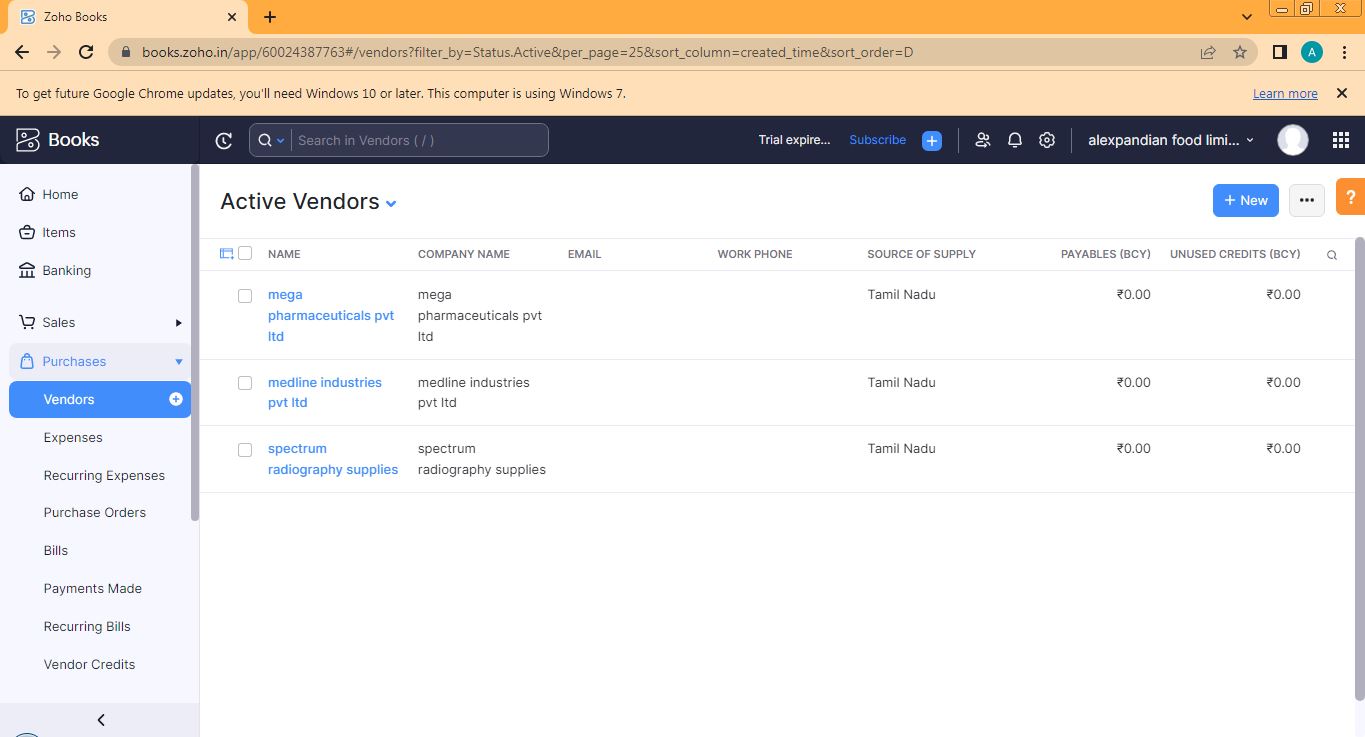 Zoho Books
books.zoho.in/app/60024387763#/vendors?filter_by=Status.Active&per_page=25&sort_column=created_time&sort_order=D
A
To get future Google Chrome updates, you'll need Windows 10 or later. This computer is using Windows 7.
Learn more
Books
Search in Vendors ( / )
Trial expire...
Subscribe
alexpandian food limi...
Home
Items
Banking
Sales
Purchases
Vendors
Expenses
Recurring Expenses
Purchase Orders
Bills
Payments Made
Recurring Bills
Vendor Credits
Active Vendors
+ New
?
NAME COMPANY NAME EMAIL WORK PHONE SOURCE OF SUPPLY PAYABLES (BCY) UNUSED CREDITS (BCY)
mega mega Tamil Nadu ₹0.00 ₹0.00
pharmaceuticals pvt pharmaceuticals pvt
ltd ltd
medline industries medline industries Tamil Nadu ₹0.00 ₹0.00
pvt ltd pvt ltd
spectrum spectrum Tamil Nadu ₹0.00 ₹0.00
radiography supplies radiography supplies